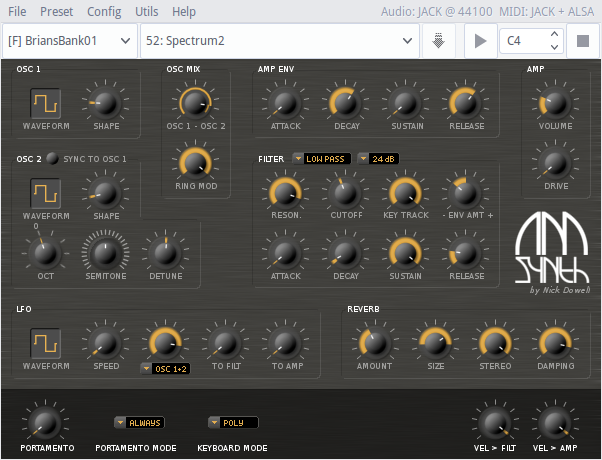 File Preset Config Utils Help Audio: JACK @ 44100 MIDI: JACK + ALSA
[F] BriansBank01 52: Spectrum2 C4
OSC 1 OSC MIX AMP ENV AMP
WAVEFORM SHAPE OSC 1 - OSC 2 ATTACK DECAY SUSTAIN RELEASE VOLUME
OSC 2 SYNC TO OSC 1 FILTER LOW PASS 24 dB
RING MOD DRIVE
WAVEFORM SHAPE RESON. CUTOFF KEY TRACK - ENV AMT +
0
OCT SEMITONE DETUNE ATTACK DECAY SUSTAIN RELEASE
AM SYNTH
by Nick Dowell
LFO REVERB
WAVEFORM SPEED OSC 1+2 TO FILT TO AMP AMOUNT SIZE STEREO DAMPING
ALWAYS POLY
PORTAMENTO PORTAMENTO MODE KEYBOARD MODE VEL > FILT VEL > AMP